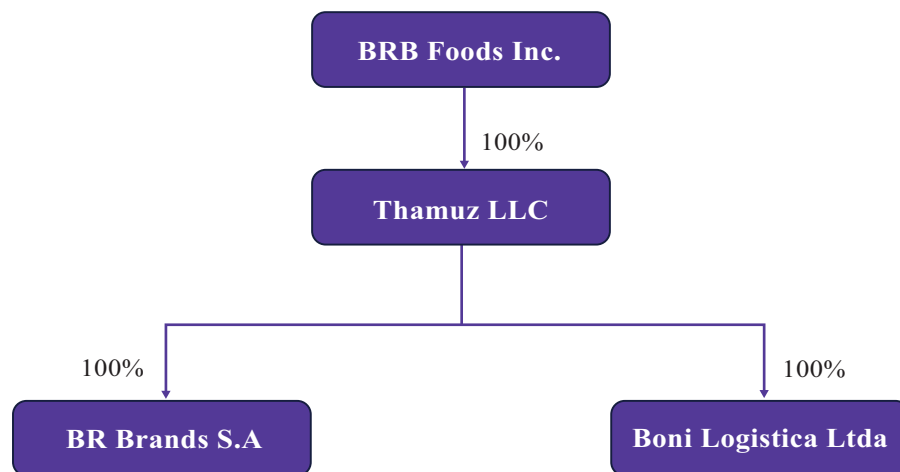 BRB Foods Inc.
100%
Thamuz LLC
100%
100%
BR Brands S.A
Boni Logistica Ltda